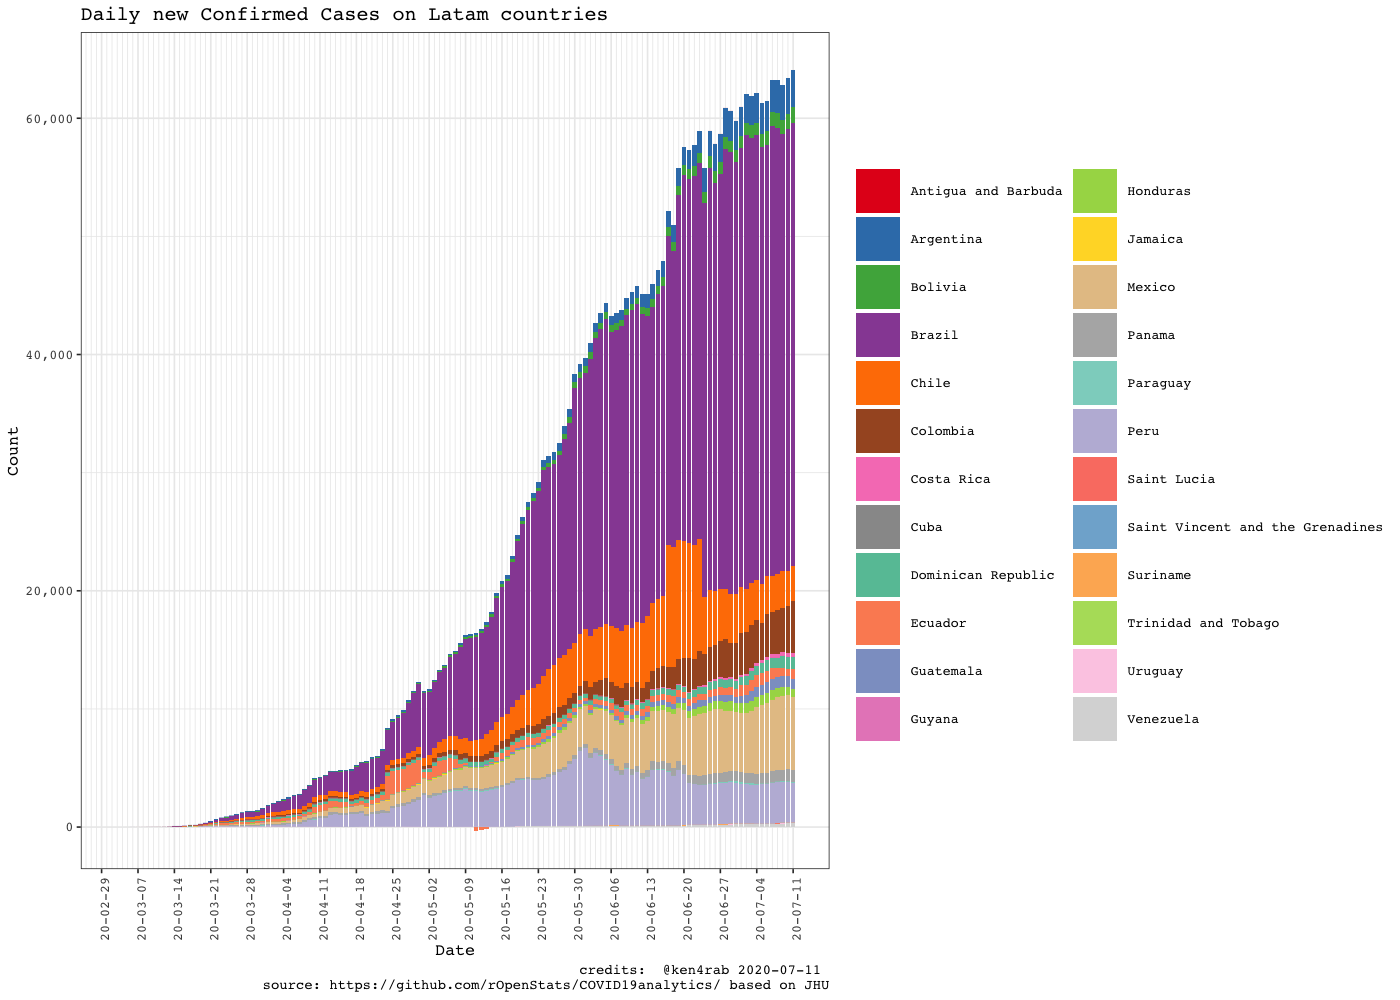 Daily new Confirmed Cases on Latam countries
Count
60,000
40,000
20,000
0
20-02-29
20-03-07
20-03-14
20-03-21
20-03-28
20-04-04
20-04-11
20-04-18
20-04-25
20-05-02
20-05-09
20-05-16
20-05-23
20-05-30
20-06-06
20-06-13
20-06-20
20-06-27
20-07-04
20-07-11
Date
Antigua and Barbuda
Argentina
Bolivia
Brazil
Chile
Colombia
Costa Rica
Cuba
Dominican Republic
Ecuador
Guatemala
Guyana
Honduras
Jamaica
Mexico
Panama
Paraguay
Peru
Saint Lucia
Saint Vincent and the Grenadines
Suriname
Trinidad and Tobago
Uruguay
Venezuela
credits:  @ken4rab 2020-07-11
source: https://github.com/rOpenStats/COVID19analytics/ based on JHU